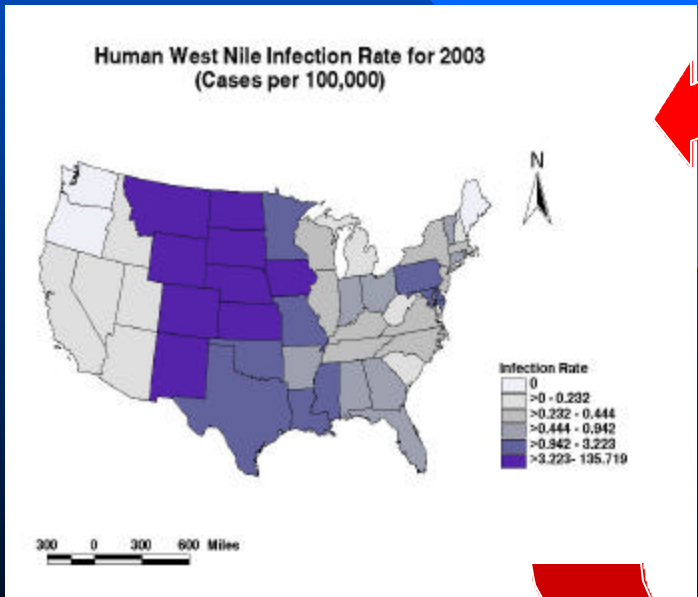 Human West Nile Infection Rate for 2003
(Cases per 100,000)
N
Infection Rate
0
>0 - 0.232
>0.232 - 0.444
>0.444 - 0.942
>0.942 - 3.223
>3.223- 135.719
300 0 300 600 Miles